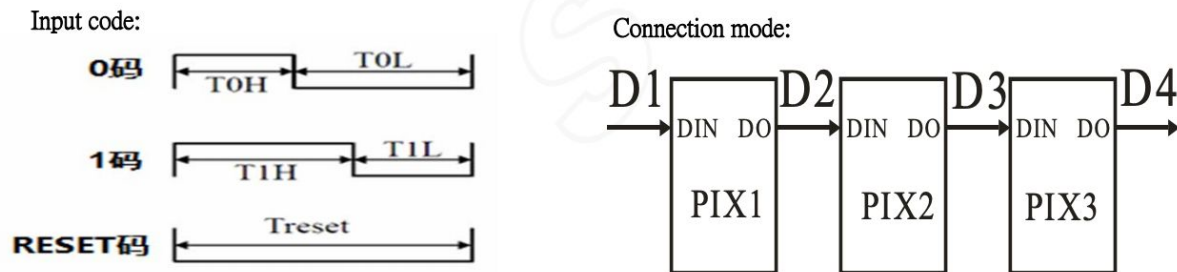 Input code:
0码
T0H
T0L
1码
T1H
T1L
RESET码
Treset
Connection mode:
D1
D2
D3
D4
DIN DO
DIN DO
DIN DO
PIX1
PIX2
PIX3